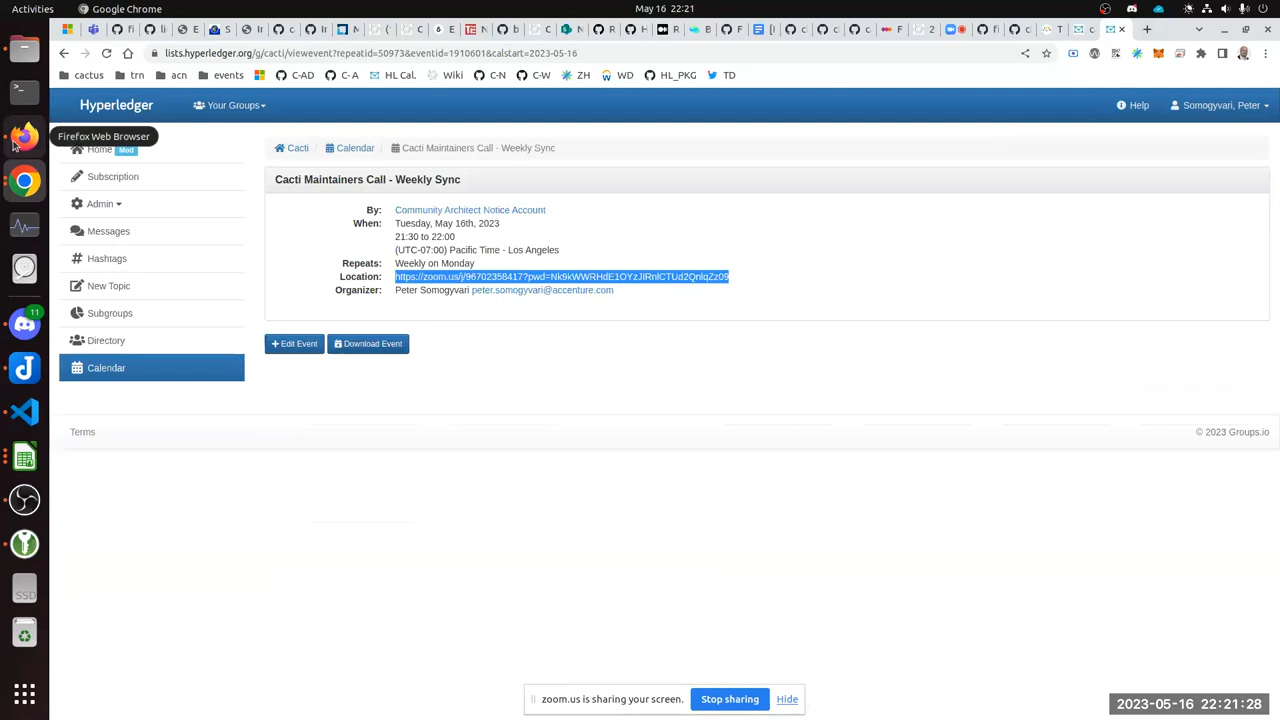 Activities
Google Chrome
May 16 22:21
lists.hyperledger.org/g/cacti/viewevent?repeatid=50973&eventid=1910601&calstart=2023-05-16
cactus
trn
acn
events
C-AD
C- A
HL Cal.
Wiki
C-N
C-W
ZH
WD
HL_PKG
TD
Hyperledger
Your Groups
Help
Somogyvari, Peter
Firefox Web Browser
Home Mod
Subscription
Admin
Messages
Hashtags
New Topic
Subgroups
Directory
Calendar
11
SSD
Cacti / Calendar / Cacti Maintainers Call - Weekly Sync
Cacti Maintainers Call - Weekly Sync
By: Community Architect Notice Account
When: Tuesday, May 16th, 2023
21:30 to 22:00
(UTC-07:00) Pacific Time - Los Angeles
Repeats: Weekly on Monday
Location: https://zoom.us/j/96702358417?pwd=Nk9kWWRHdE1OYzJIRnlCTUd2QnlqZz09
Organizer: Peter Somogyvari peter.somogyvari@accenture.com
Edit Event
Download Event
Terms
© 2023 Groups.io
zoom.us is sharing your screen.
Stop sharing
Hide
2023-05-16 22:21:28